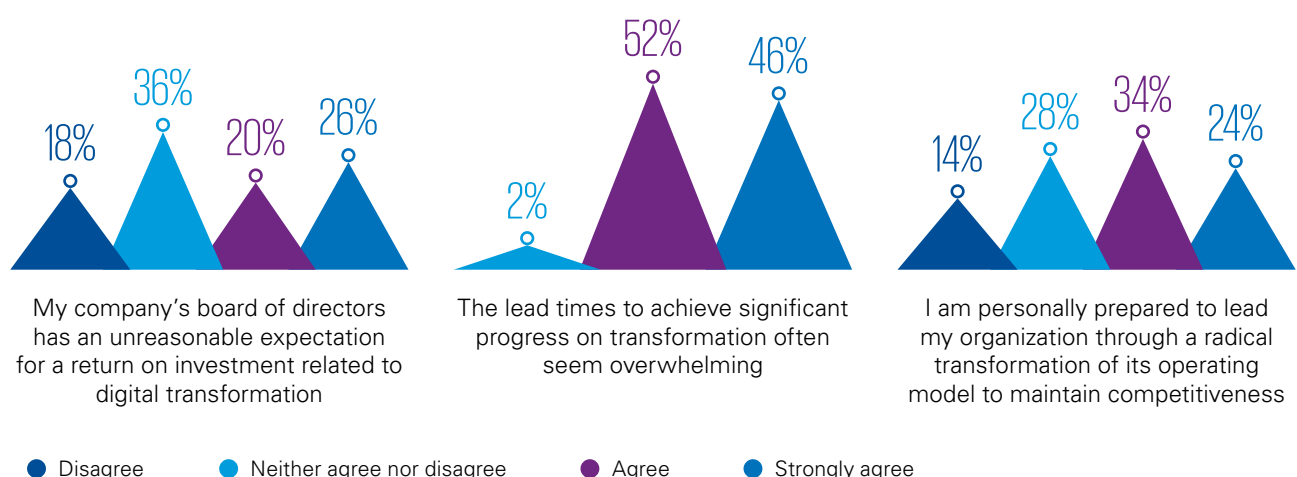 18%
36%
20%
26%
My company’s board of directors
has an unreasonable expectation
for a return on investment related to
digital transformation
2%
52%
46%
The lead times to achieve significant
progress on transformation often
seem overwhelming
14%
28%
34%
24%
I am personally prepared to lead
my organization through a radical
transformation of its operating
model to maintain competitiveness
Disagree
Neither agree nor disagree
Agree
Strongly agree